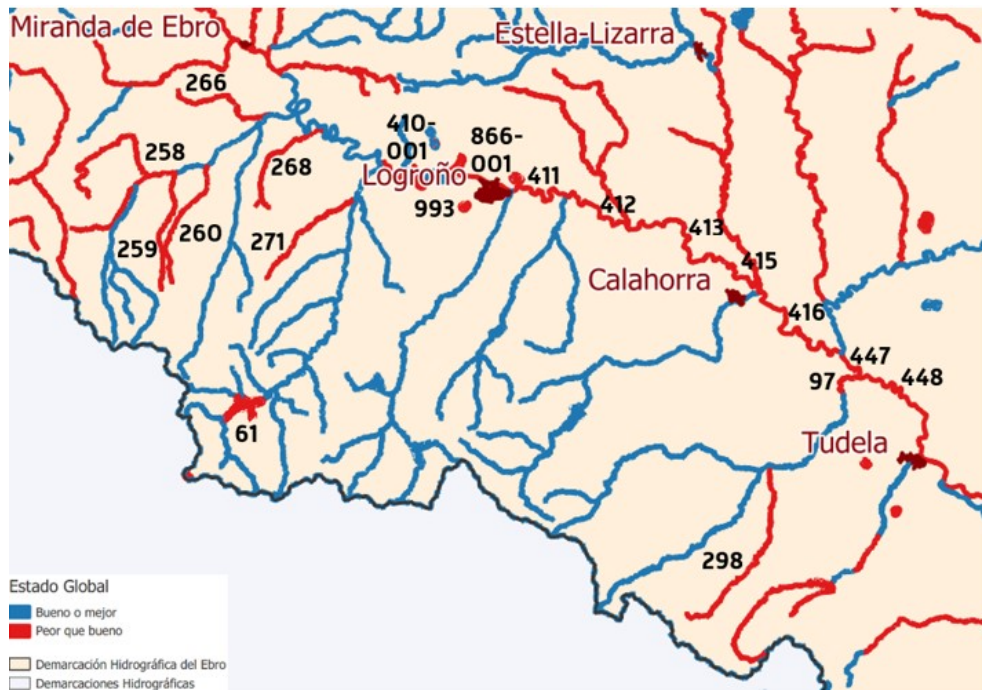 Miranda de Ebro
Estella-Lizarra
266
410-
001
866-
001
258
268
Logroño
411
993
412
259
260
271
413
415
Calahorra
416
447
97
448
61
Tudela
298
Estado Global
Bueno o mejor
Peor que bueno
Demarcación Hidrográfica del Ebro
Demarcaciones Hidrográficas